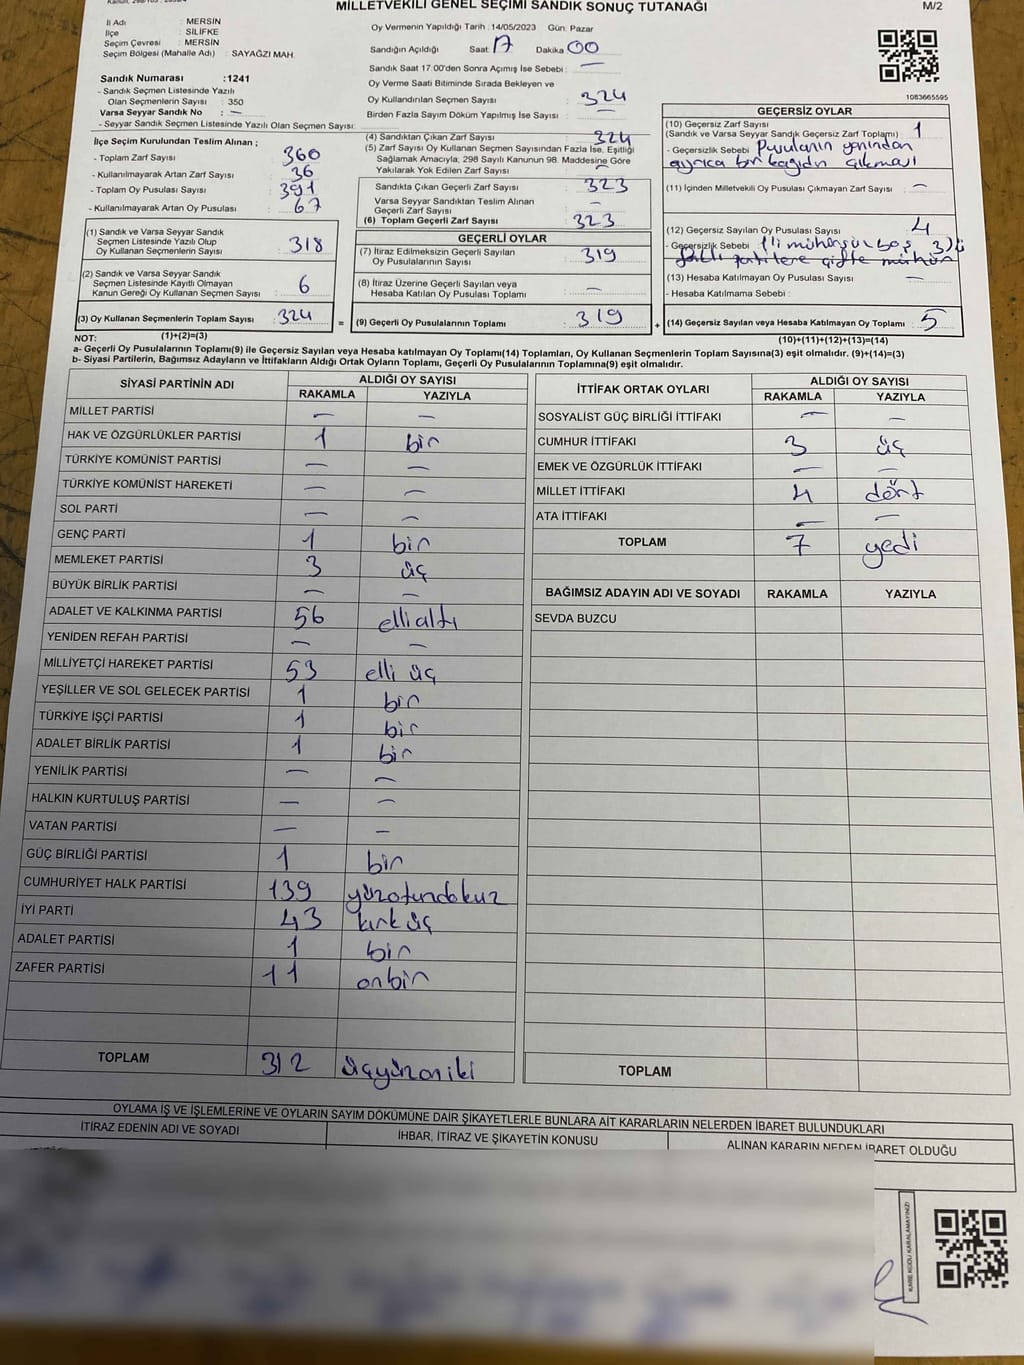 MİLLETVEKİLİ GENEL SEÇİMİ SANDIK SONUÇ TUTANAĞI
M/2
İl Adı : MERSİN
İlçe : SİLİFKE
Seçim Çevresi : MERSİN
Seçim Bölgesi (Mahalle Adı) : SAYAĞZI MAH.
Sandık Numarası :1241
- Sandık Seçmen Listesinde Yazılı
Olan Seçmenlerin Sayısı : 350
Varsa Seyyar Sandık No : —
- Seyyar Sandık Seçmen Listesinde Yazılı Olan Seçmen Sayısı:
Oy Vermenin Yapıldığı Tarih :14/05/2023 Gün: Pazar
Sandığın Açıldığı Saat: 17 Dakika 00
Sandık Saat 17.00'den Sonra Açımış İse Sebebi : —
Oy Verme Saati Bitiminde Sırada Bekleyen ve
Oy Kullandırılan Seçmen Sayısı : 324
Birden Fazla Sayım Döküm Yapılmış İse Sayısı : —
1083665595
İlçe Seçim Kurulundan Teslim Alınan ;
- Toplam Zarf Sayısı : 360
- Kullanılmayarak Artan Zarf Sayısı : 36
- Toplam Oy Pusulası Sayısı : 391
- Kullanılmayarak Artan Oy Pusulası : 67
(1) Sandık ve Varsa Seyyar Sandık
Seçmen Listesinde Yazılı Olup
Oy Kullanan Seçmenlerin Sayısı : 318
(2) Sandık ve Varsa Seyyar Sandık
Seçmen Listesinde Kayıtlı Olmayan
Kanun Gereği Oy Kullanan Seçmen Sayısı : 6
(3) Oy Kullanan Seçmenlerin Toplam Sayısı : 324
(1)+(2)=(3)
(4) Sandıktan Çıkan Zarf Sayısı : 324
(5) Zarf Sayısı Oy Kullanan Seçmen Sayısından Fazla İse, Eşitliği
Sağlamak Amacıyla, 298 Sayılı Kanunun 98. Maddesine Göre
Yakılarak Yok Edilen Zarf Sayısı : —
Sandıkta Çıkan Geçerli Zarf Sayısı : 323
Varsa Seyyar Sandıktan Teslim Alınan
Geçerli Zarf Sayısı : —
(6) Toplam Geçerli Zarf Sayısı : 323
GEÇERLİ OYLAR
(7) İtiraz Edilmeksizin Geçerli Sayılan
Oy Pusulalarının Sayısı : 319
(8) İtiraz Üzerine Geçerli Sayılan veya
Hesaba Katılan Oy Pusulası Toplamı : —
= (9) Geçerli Oy Pusulalarının Toplamı : 319 +
GEÇERSİZ OYLAR
(10) Geçersiz Zarf Sayısı
(Sandık ve Varsa Seyyar Sandık Geçersiz Zarf Toplamı) : 1
- Geçersizlik Sebebi Pusulanın yanından
ayrıca bir kağıdın çıkması
(11) İçinden Milletvekili Oy Pusulası Çıkmayan Zarf Sayısı : —
(12) Geçersiz Sayılan Oy Pusulası Sayısı : 4
- Geçersizlik Sebebi
partilere çifte mühür
(13) Hesaba Katılmayan Oy Pusulası Sayısı : —
- Hesaba Katılmama Sebebi :
(14) Geçersiz Sayılan veya Hesaba Katılmayan Oy Toplamı : 5
(10)+(11)+(12)+(13)=(14)
NOT:
a- Geçerli Oy Pusulalarının Toplamı(9) ile Geçersiz Sayılan veya Hesaba katılmayan Oy Toplamı(14) Toplamları, Oy Kullanan Seçmenlerin Toplam Sayısına(3) eşit olmalıdır. (9)+(14)=(3)
b- Siyasi Partilerin, Bağımsız Adayların ve İttifakların Aldığı Ortak Oyların Toplamı, Geçerli Oy Pusulalarının Toplamına(9) eşit olmalıdır.
SİYASİ PARTİNİN ADI ALDIĞI OY SAYISI
RAKAMLA YAZIYLA
MİLLET PARTİSİ — —
HAK VE ÖZGÜRLÜKLER PARTİSİ 1 bir
TÜRKİYE KOMÜNİST PARTİSİ — —
TÜRKİYE KOMÜNİST HAREKETİ — —
SOL PARTİ — —
GENÇ PARTİ 1 bir
MEMLEKET PARTİSİ 3 üç
BÜYÜK BİRLİK PARTİSİ — —
ADALET VE KALKINMA PARTİSİ 56 elli altı
YENİDEN REFAH PARTİSİ — —
MİLLİYETÇİ HAREKET PARTİSİ 53 elli üç
YEŞİLLER VE SOL GELECEK PARTİSİ 1 bir
TÜRKİYE İŞÇİ PARTİSİ 1 bir
ADALET BİRLİK PARTİSİ 1 bir
YENİLİK PARTİSİ — —
HALKIN KURTULUŞ PARTİSİ — —
VATAN PARTİSİ — —
GÜÇ BİRLİĞİ PARTİSİ 1 bir
CUMHURİYET HALK PARTİSİ 139 yüzotuzdokuz
İYİ PARTİ 43 kırk üç
ADALET PARTİSİ 1 bir
ZAFER PARTİSİ 11 onbir
TOPLAM 312 üçyüzoniki
İTTİFAK ORTAK OYLARI ALDIĞI OY SAYISI
RAKAMLA YAZIYLA
SOSYALİST GÜÇ BİRLİĞİ İTTİFAKI — —
CUMHUR İTTİFAKI 3 üç
EMEK VE ÖZGÜRLÜK İTTİFAKI — —
MİLLET İTTİFAKI 4 dört
ATA İTTİFAKI — —
TOPLAM 7 yedi
BAĞIMSIZ ADAYIN ADI VE SOYADI RAKAMLA YAZIYLA
SEVDA BUZCU
TOPLAM
OYLAMA İŞ VE İŞLEMLERİNE VE OYLARIN SAYIM DÖKÜMÜNE DAİR ŞİKAYETLERLE BUNLARA AİT KARARLARIN NELERDEN İBARET BULUNDUKLARI
İTİRAZ EDENİN ADI VE SOYADI
İHBAR, İTİRAZ VE ŞİKAYETİN KONUSU
ALINAN KARARIN NEDEN İBARET OLDUĞU
KARE KODU KARALAMAYINIZ!